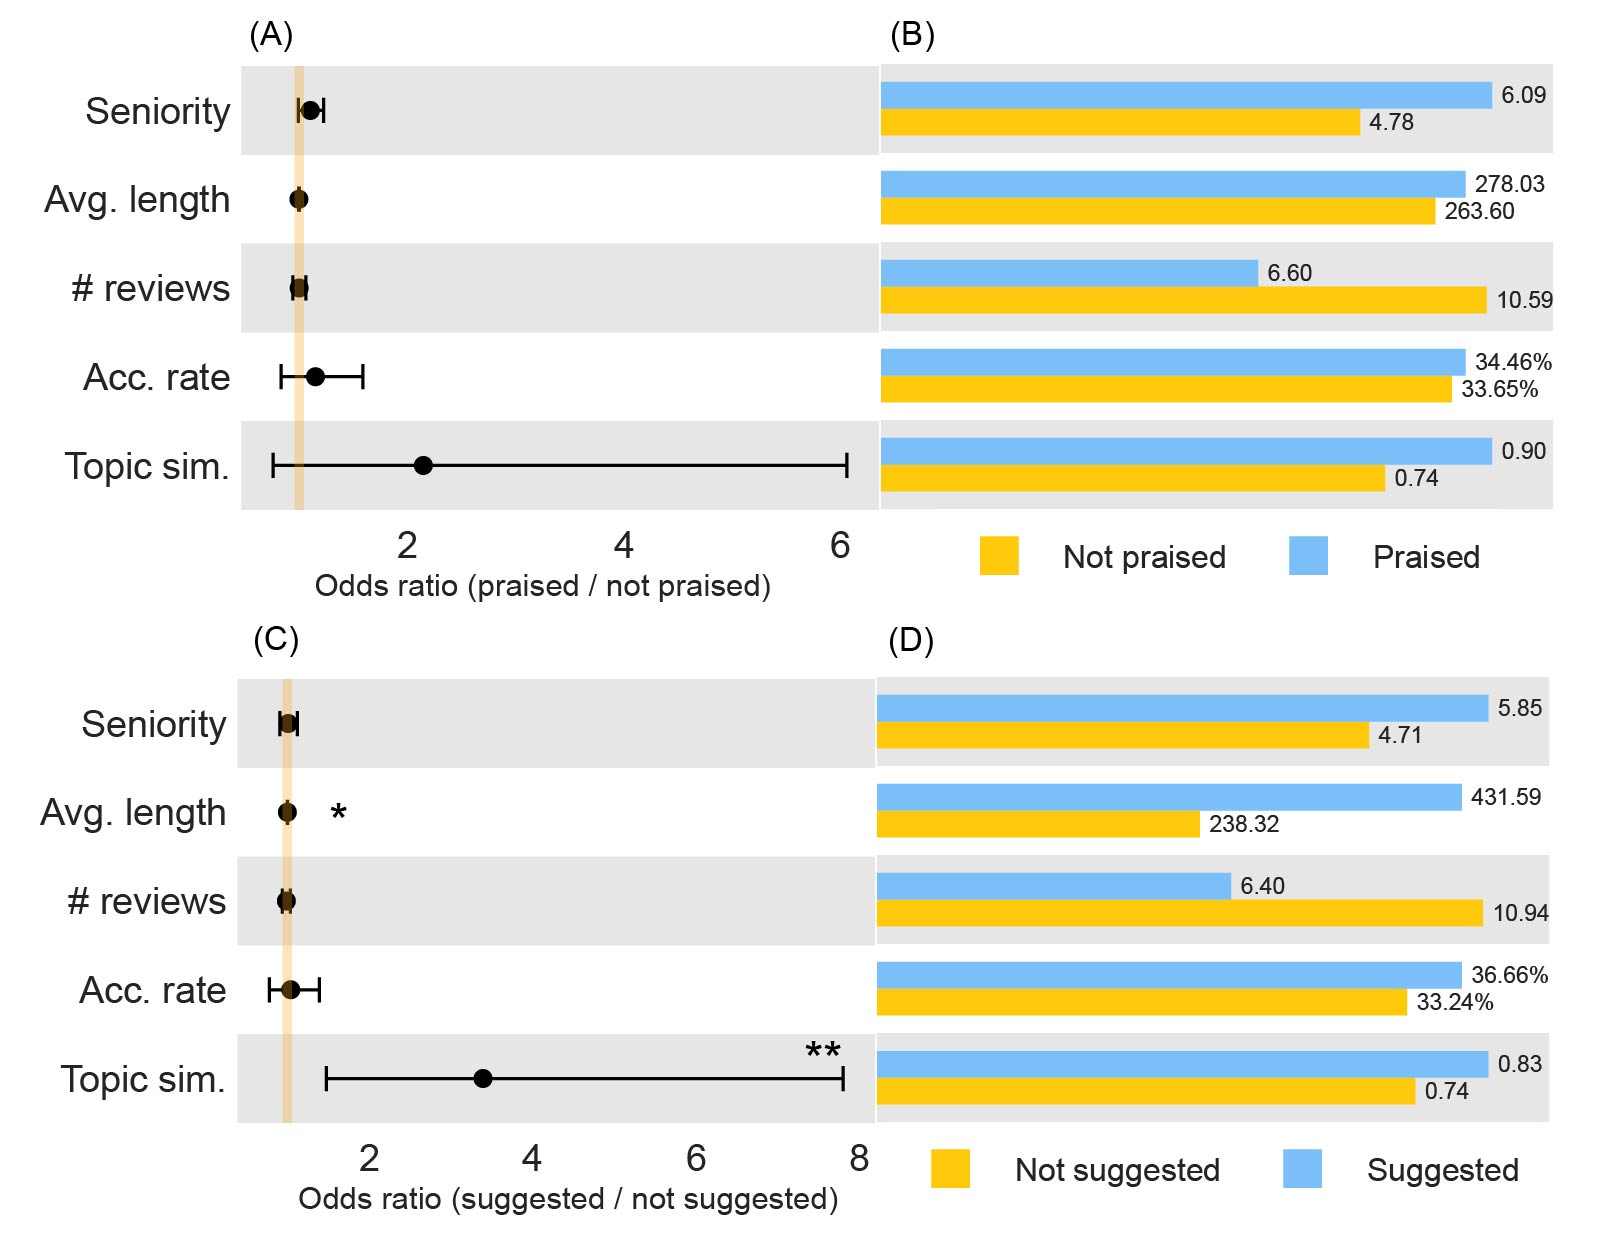 (A) (B)
Seniority 6.09
4.78
Avg. length 278.03
263.60
# reviews 6.60
10.59
Acc. rate 34.46%
33.65%
Topic sim. 0.90
0.74
2 4 6
Odds ratio (praised / not praised)
Not praised Praised
(C) (D)
Seniority 5.85
4.71
Avg. length * 431.59
238.32
# reviews 6.40
10.94
Acc. rate 36.66%
33.24%
Topic sim. ** 0.83
0.74
2 4 6 8
Odds ratio (suggested / not suggested)
Not suggested Suggested